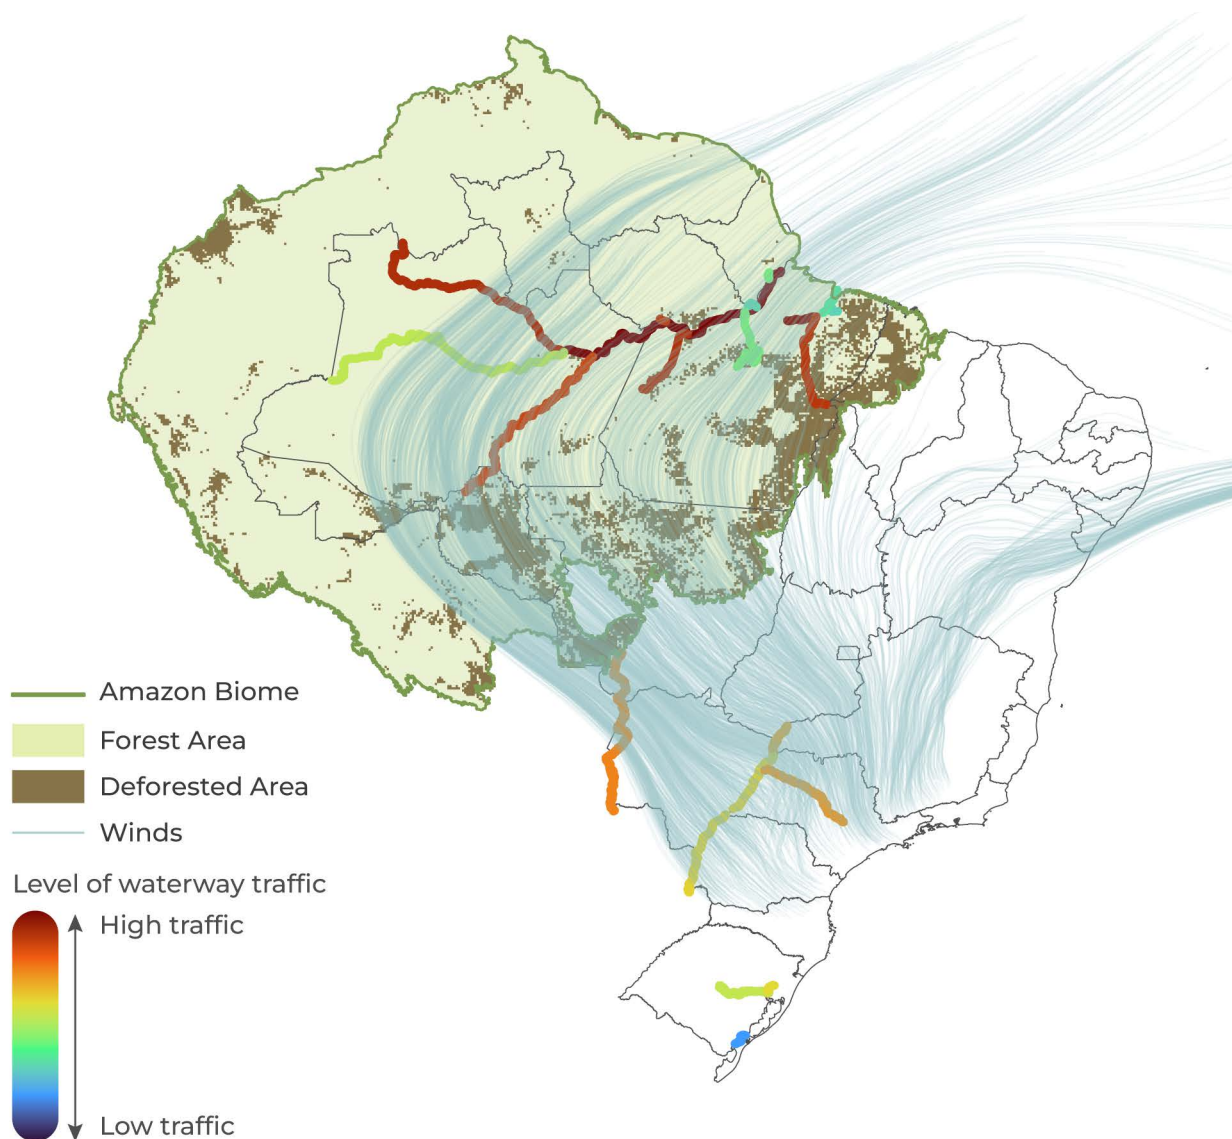 Amazon Biome
Forest Area
Deforested Area
Winds
Level of waterway traffic
High traffic
Low traffic